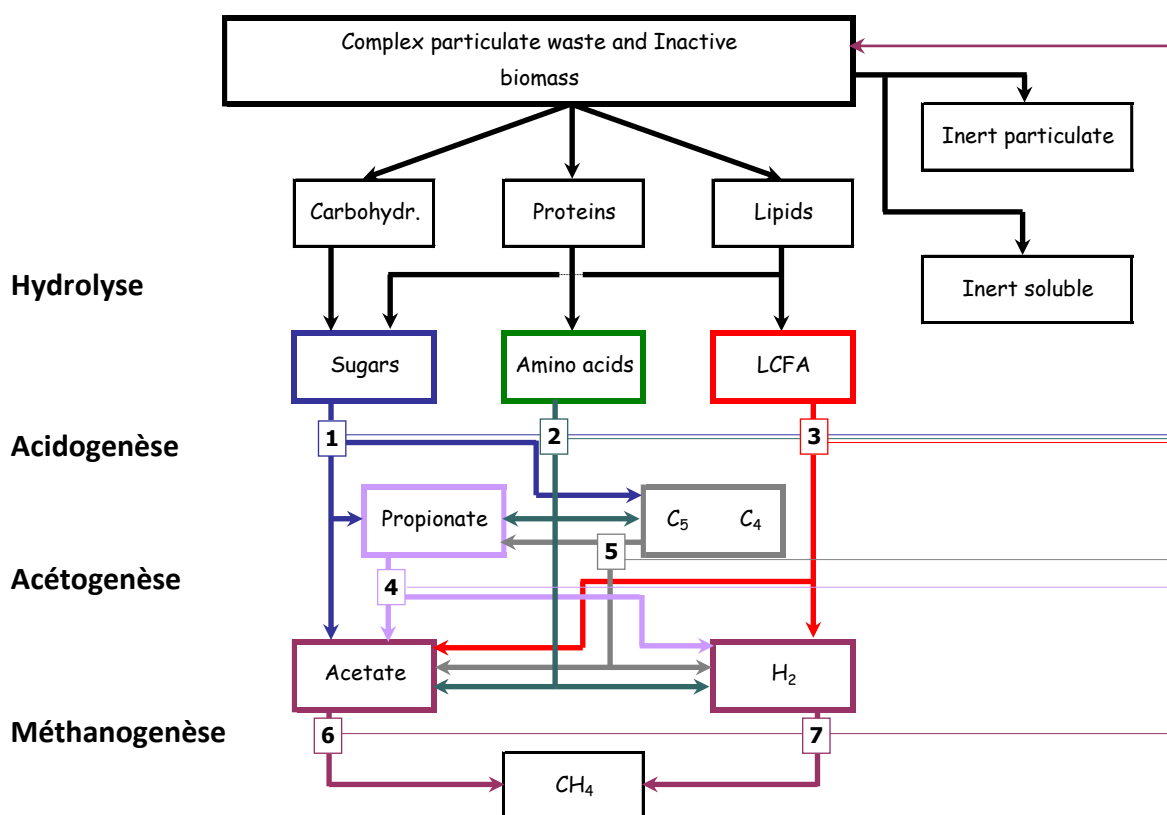 Complex particulate waste and Inactive
biomass
Inert particulate
Carbohydr.
Proteins
Lipids
Hydrolyse
Inert soluble
Sugars
Amino acids
LCFA
Acidogenèse
1
2
3
Propionate
C₅
C₄
5
Acétogenèse
4
Acetate
H₂
Méthanogenèse
6
7
CH₄